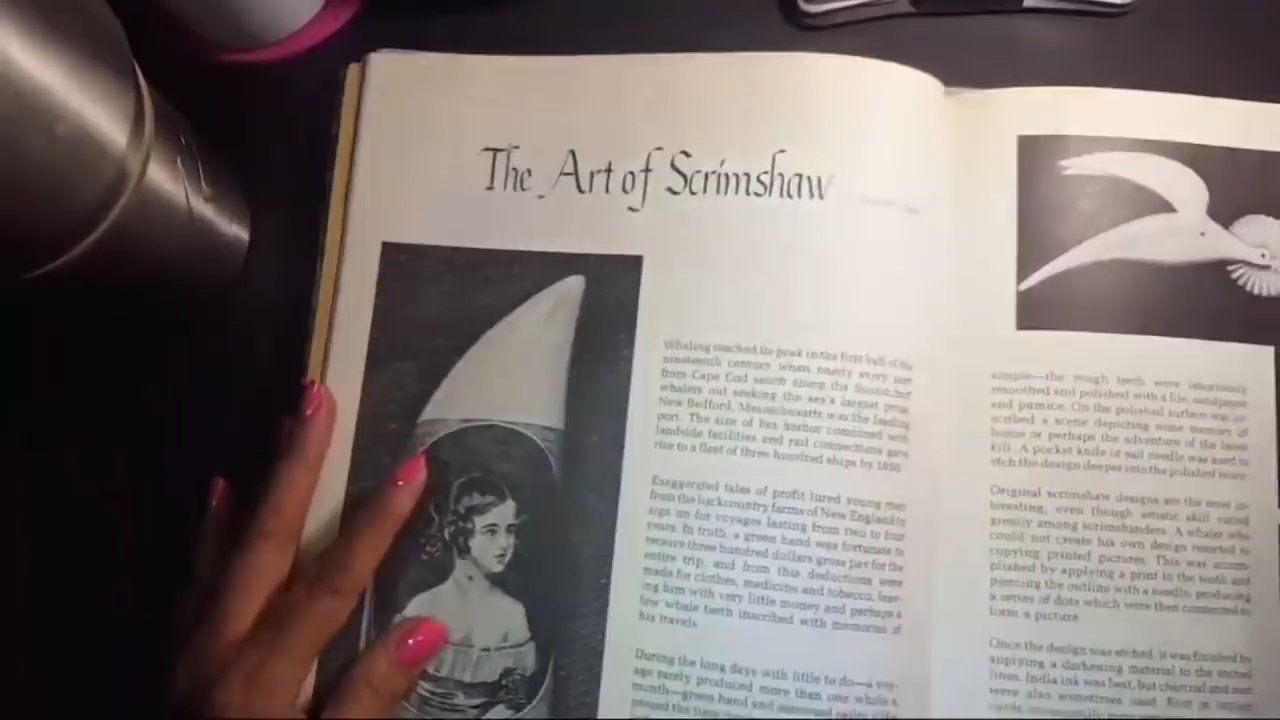 The Art of Scrimshaw
Whaling reached its peak in the first half of the
nineteenth century when nearly every port
from Cape Cod south along the Sound
whalers out seeking the sea's largest prize.
New Bedford, Massachusetts was the leading
port. The size of her harbor combined with
landside facilities and rail connections gave
rise to a fleet of three hundred ships by 1850.
Exaggerated tales of profit lured young men
from the backcountry farms of New England to
sign on for voyages lasting from two to four
years. In truth, a green hand was fortunate to
receive three hundred dollars gross pay for the
entire trip, and from this deductions were
made for clothes, medicine and tobacco, leav-
ing him with very little money and perhaps a
few whale teeth inscribed with memories of
his travels.
During the long days with little to do—a voy-
age rarely produced more than one whale a
month—green hand and seasoned sailor alike
passed the time
simple—the rough teeth were laboriously
smoothed and polished with a file, sandpaper
and pumice. On the polished surface was in-
scribed a scene depicting some memory of
home or perhaps the adventure of the latest
kill. A pocket knife or sail needle was used to
etch the design deeper into the polished ivory.
Original scrimshaw designs are the most in-
teresting, even though artistic skill varied
greatly among scrimshanders. A whaler who
could not create his own design resorted to
copying printed pictures. This was accom-
plished by applying a print to the tooth and
piercing the outline with a needle, producing
a series of dots which were then connected to
form a picture.
Once the design was etched, it was finished by
applying a darkening material to the etched
lines. India ink was best, but charcoal and soot
were also sometimes used.